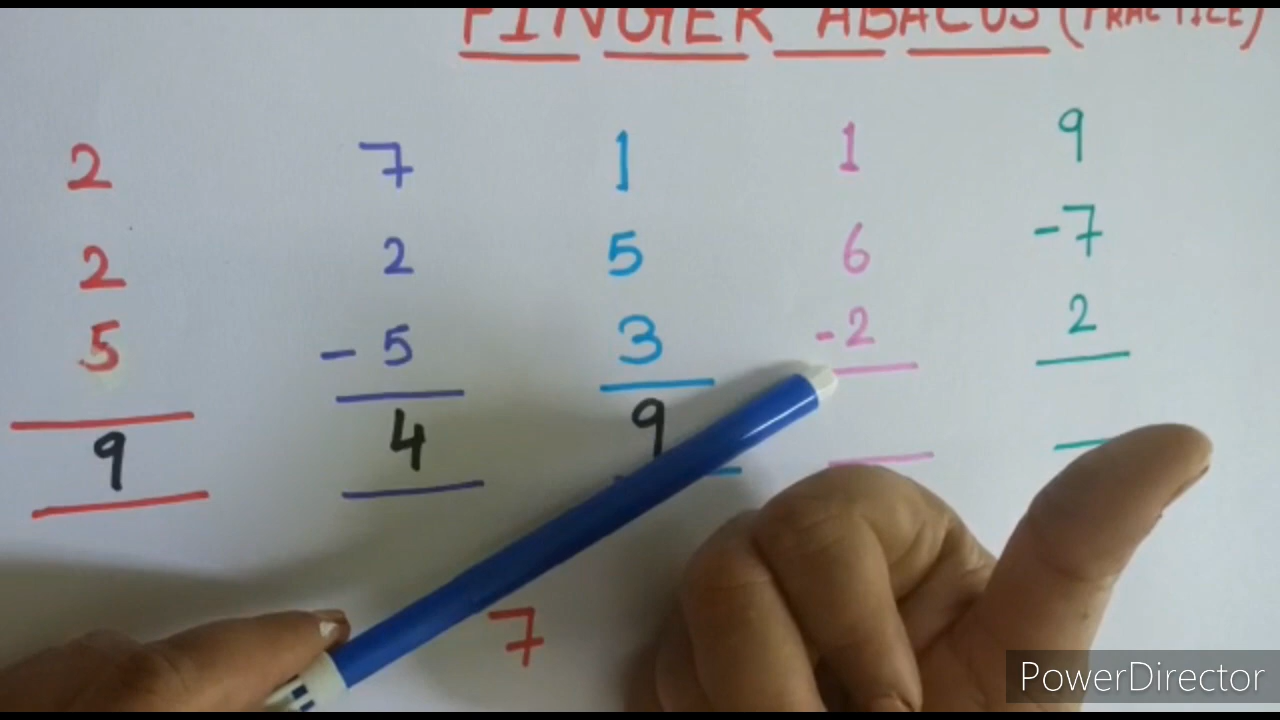 FINGER ABACUS (PRACTICE)
2 7 1 1 9
2 2 5 6 -7
5 - 5 3 -2 2
9 4 9
7
PowerDirector